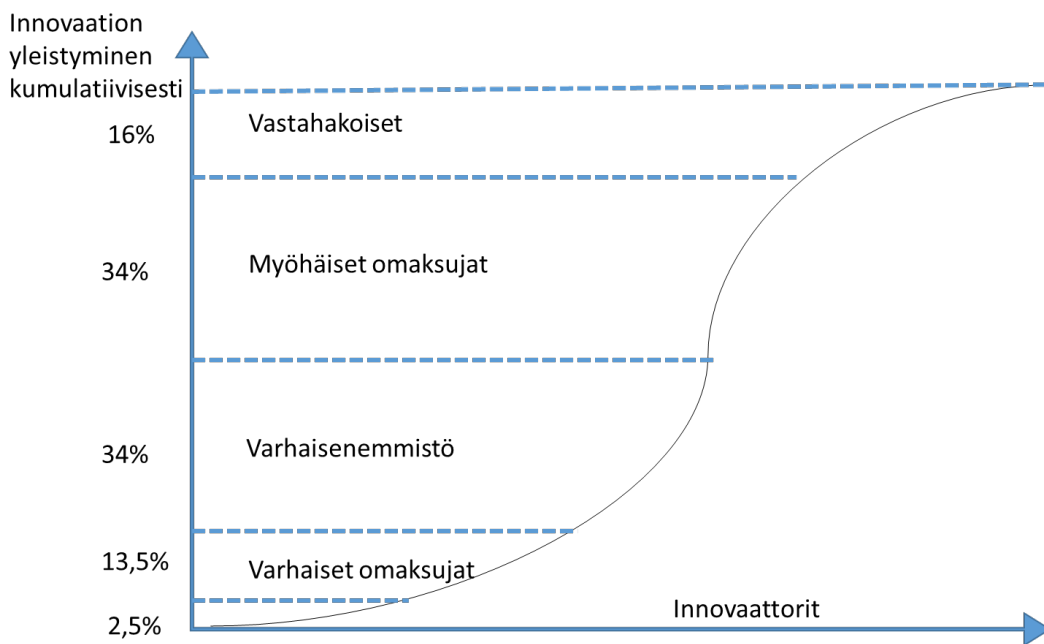 Innovaation
yleistyminen
kumulatiivisesti
16%
Vastahakoiset
34%
Myöhäiset omaksujat
34%
Varhaisenemmistö
13,5%
Varhaiset omaksujat
2,5%
Innovaattorit